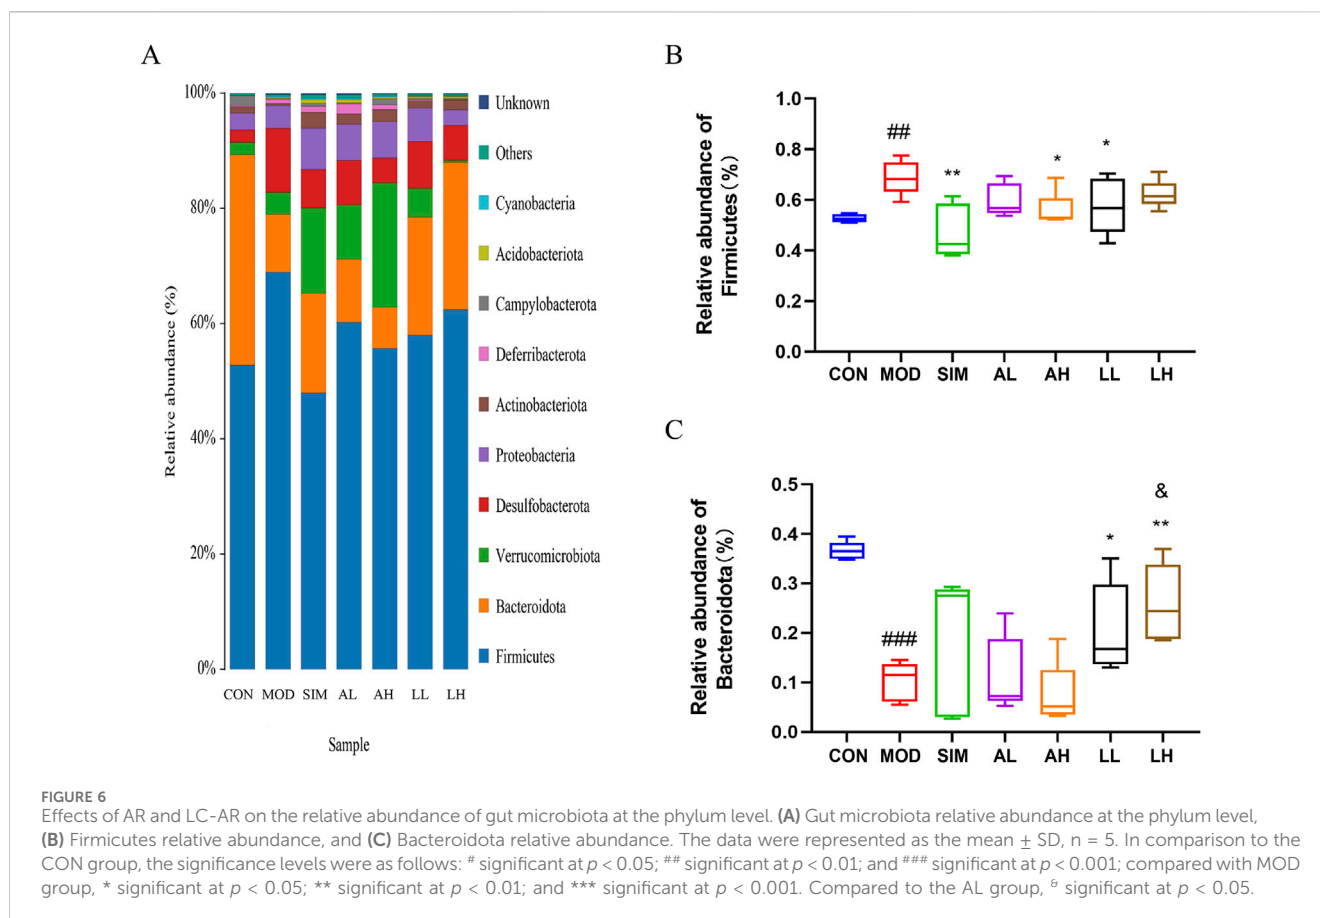 A
100%
80%
60%
40%
20%
0%
Relative abundance (%)
CON MOD SIM AL AH LL LH
Sample
Unknown
Others
Cyanobacteria
Acidobacteriota
Campylobacterota
Deferribacterota
Actinobacteriota
Proteobacteria
Desulfobacterota
Verrucomicrobiota
Bacteroidota
Firmicutes
B
Relative abundance of
Firmicutes(%)
1.0
0.8
0.6
0.4
0.2
0.0
## ** * *
CON MOD SIM AL AH LL LH
C
Relative abundance of
Bacteroidota(%)
0.5
0.4
0.3
0.2
0.1
0.0
&
### * **
CON MOD SIM AL AH LL LH
FIGURE 6
Effects of AR and LC-AR on the relative abundance of gut microbiota at the phylum level. (A) Gut microbiota relative abundance at the phylum level,
(B) Firmicutes relative abundance, and (C) Bacteroidota relative abundance. The data were represented as the mean ± SD, n = 5. In comparison to the
CON group, the significance levels were as follows: # significant at p < 0.05; ## significant at p < 0.01; and ### significant at p < 0.001; compared with MOD
group, * significant at p < 0.05; ** significant at p < 0.01; and *** significant at p < 0.001. Compared to the AL group, & significant at p < 0.05.